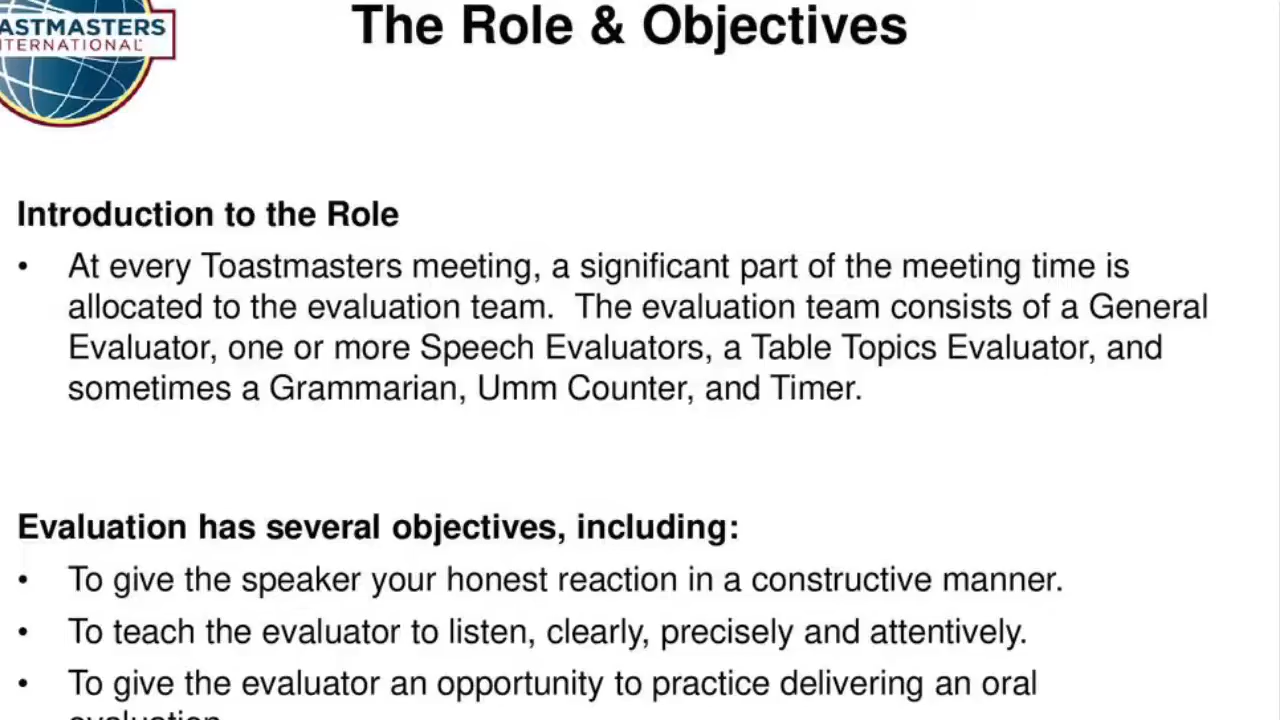 The Role & Objectives
ASTMASTERS
NTERNATIONAL
Introduction to the Role
• At every Toastmasters meeting, a significant part of the meeting time is
allocated to the evaluation team.  The evaluation team consists of a General
Evaluator, one or more Speech Evaluators, a Table Topics Evaluator, and
sometimes a Grammarian, Umm Counter, and Timer.
Evaluation has several objectives, including:
• To give the speaker your honest reaction in a constructive manner.
• To teach the evaluator to listen, clearly, precisely and attentively.
• To give the evaluator an opportunity to practice delivering an oral
evaluation